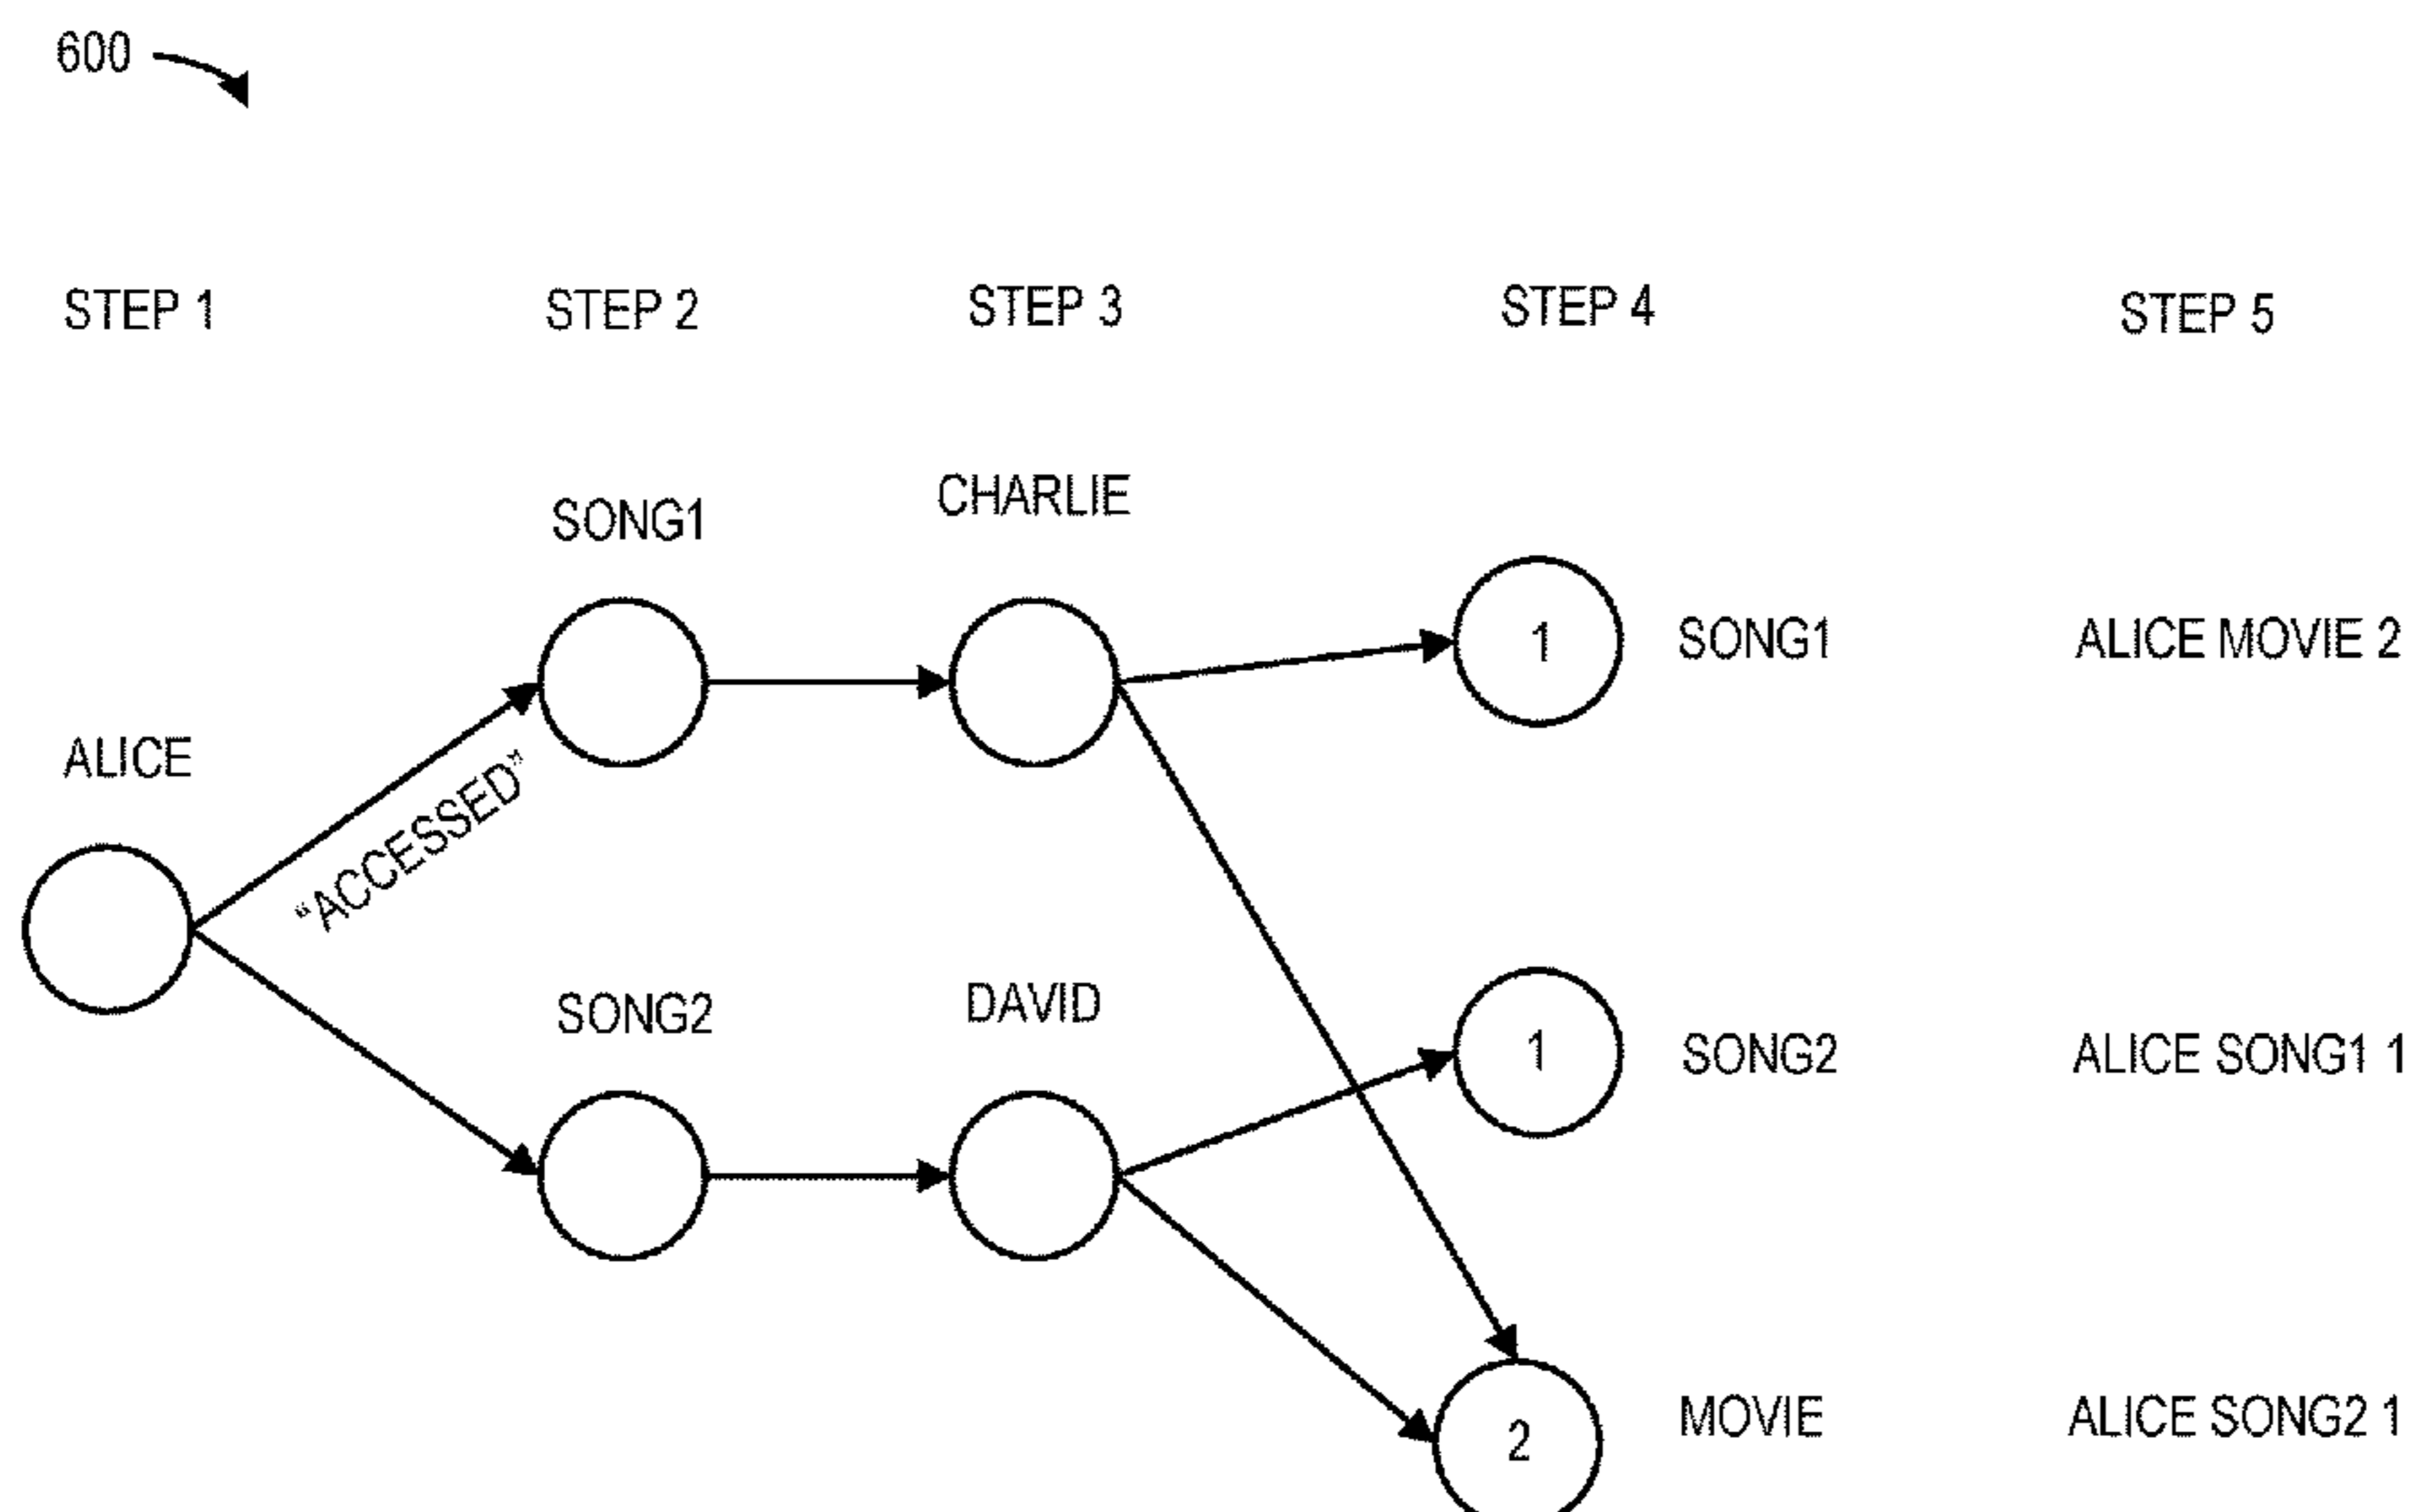 600
STEP 1
STEP 2
STEP 3
STEP 4
STEP 5
ALICE
"ACCESSED"
SONG1
SONG2
CHARLIE
DAVID
1
SONG1
1
SONG2
2
MOVIE
ALICE MOVIE 2
ALICE SONG1 1
ALICE SONG2 1